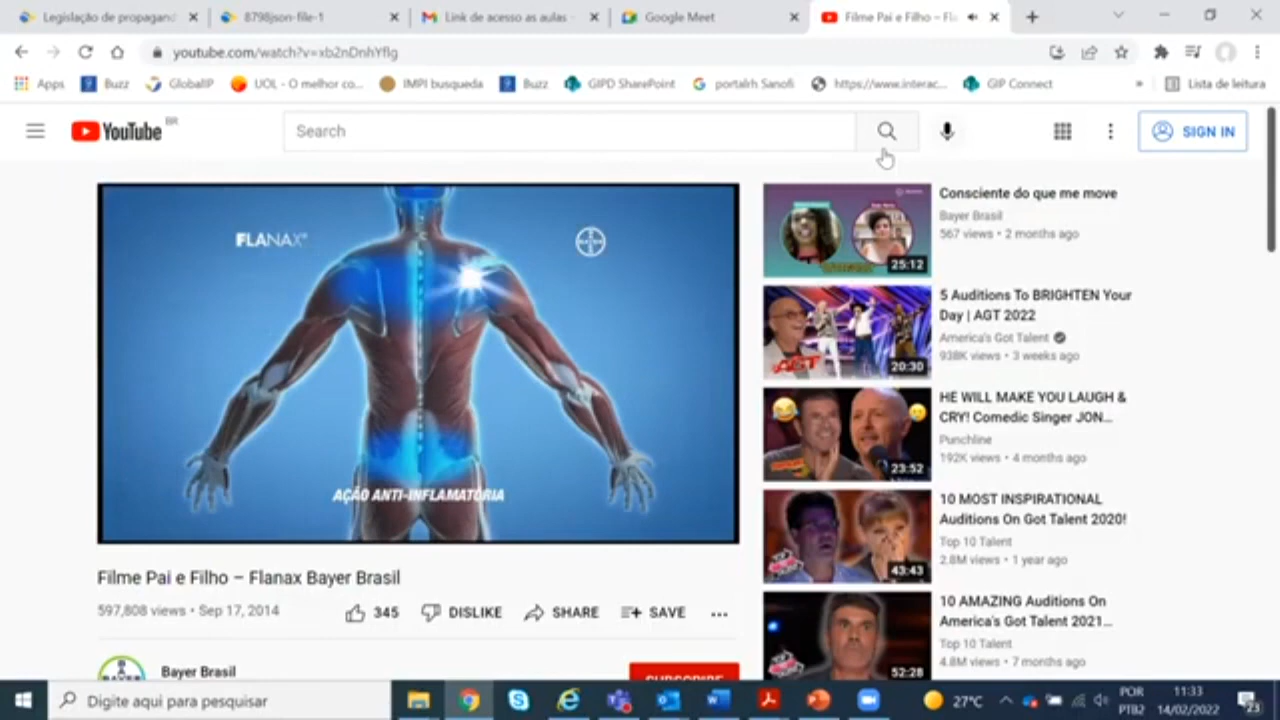 Legislação de propagand
8798json-file-1
Link de acesso as aulas -
Google Meet
Filme Pai e Filho – Fla
youtube.com/watch?v=xb2nDnhYflg
Apps
Buzz
GlobalIP
UOL - O melhor co...
IMPI busqueda
Buzz
GIPD SharePoint
portalrh Sanofi
https://www.interac...
GIP Connect
»
Lista de leitura
YouTube BR
Search
SIGN IN
FLANAX
BAYER
AÇÃO ANTI-INFLAMATÓRIA
Filme Pai e Filho – Flanax Bayer Brasil
597,808 views • Sep 17, 2014
345
DISLIKE
SHARE
SAVE
Bayer Brasil
SUBSCRIBE
Consciente do que me move
Bayer Brasil
567 views • 2 months ago
25:12
5 Auditions To BRIGHTEN Your
Day | AGT 2022
America's Got Talent
938K views • 3 weeks ago
AGT
20:30
HE WILL MAKE YOU LAUGH &
CRY! Comedic Singer JON...
Punchline
192K views • 4 months ago
23:52
10 MOST INSPIRATIONAL
Auditions On Got Talent 2020!
Top 10 Talent
2.8M views • 1 year ago
43:43
10 AMAZING Auditions On
America's Got Talent 2021...
Top 10 Talent
4.8M views • 7 months ago
52:28
Digite aqui para pesquisar
27°C
POR
PTB2
11:33
14/02/2022
23